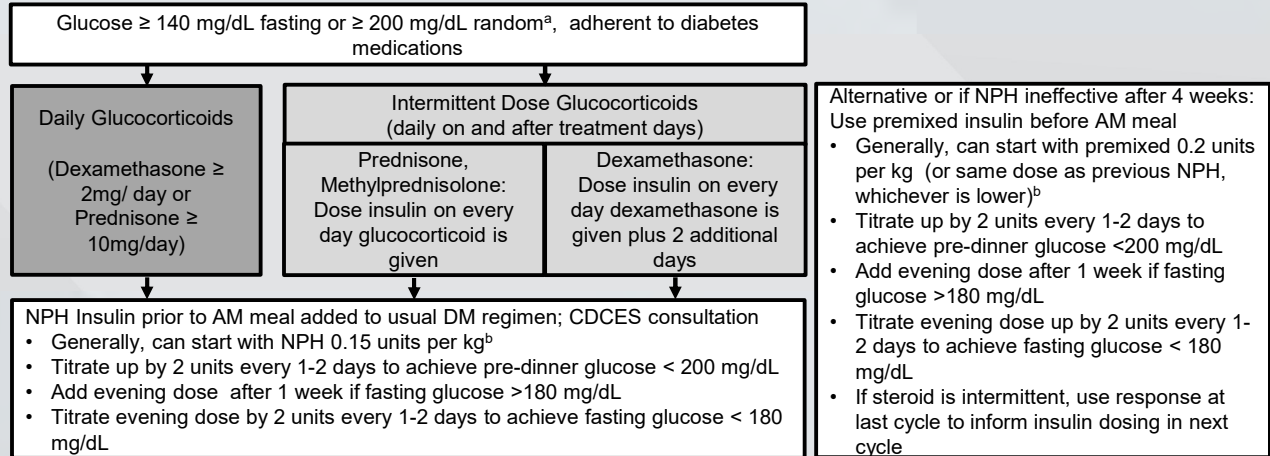 Glucose ≥ 140 mg/dL fasting or ≥ 200 mg/dL randomᵃ, adherent to diabetes
medications
Daily Glucocorticoids
(Dexamethasone ≥
2mg/ day or
Prednisone ≥
10mg/day)
Intermittent Dose Glucocorticoids
(daily on and after treatment days)
Prednisone,
Methylprednisolone:
Dose insulin on every
day glucocorticoid is
given
Dexamethasone:
Dose insulin on every
day dexamethasone is
given plus 2 additional
days
NPH Insulin prior to AM meal added to usual DM regimen; CDCES consultation
• Generally, can start with NPH 0.15 units per kgᵇ
• Titrate up by 2 units every 1-2 days to achieve pre-dinner glucose < 200 mg/dL
• Add evening dose after 1 week if fasting glucose >180 mg/dL
• Titrate evening dose by 2 units every 1-2 days to achieve fasting glucose < 180
mg/dL
Alternative or if NPH ineffective after 4 weeks:
Use premixed insulin before AM meal
• Generally, can start with premixed 0.2 units
per kg (or same dose as previous NPH,
whichever is lower)ᵇ
• Titrate up by 2 units every 1-2 days to
achieve pre-dinner glucose <200 mg/dL
• Add evening dose after 1 week if fasting
glucose >180 mg/dL
• Titrate evening dose up by 2 units every 1-
2 days to achieve fasting glucose < 180
mg/dL
• If steroid is intermittent, use response at
last cycle to inform insulin dosing in next
cycle